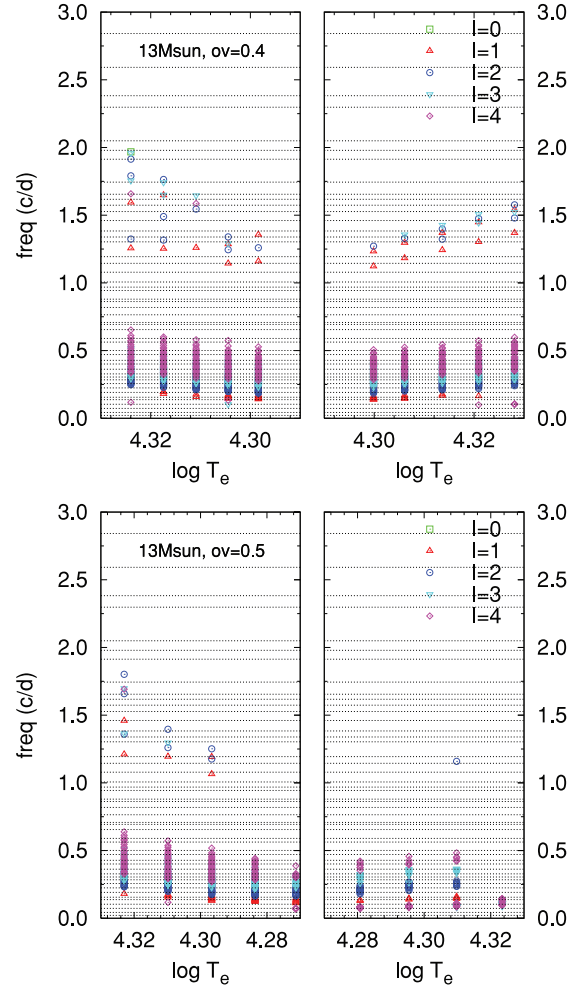 3.0
2.5
2.0
1.5
1.0
0.5
0.0
freq (c/d)
13Msun, ov=0.4
4.32 4.30
log T_e
l=0
l=1
l=2
l=3
l=4
4.30 4.32
log T_e
3.0
2.5
2.0
1.5
1.0
0.5
0.0
3.0
2.5
2.0
1.5
1.0
0.5
0.0
freq (c/d)
13Msun, ov=0.5
4.32 4.30 4.28
log T_e
l=0
l=1
l=2
l=3
l=4
4.28 4.30 4.32
log T_e
3.0
2.5
2.0
1.5
1.0
0.5
0.0